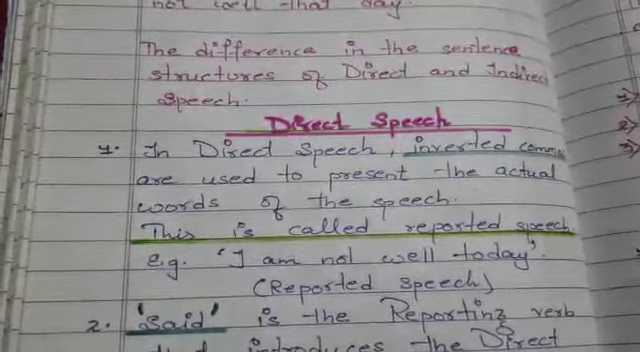 not well that day.
The difference in the sentence
structures of Direct and Indirect
Speech.
Direct Speech
1. In Direct Speech, inverted comma
are used to present the actual
words of the speech.
This is called reported speech
e.g. 'I am not well today'.
(Reported speech)
2. 'Said' is the Reporting verb
introduces the Direct